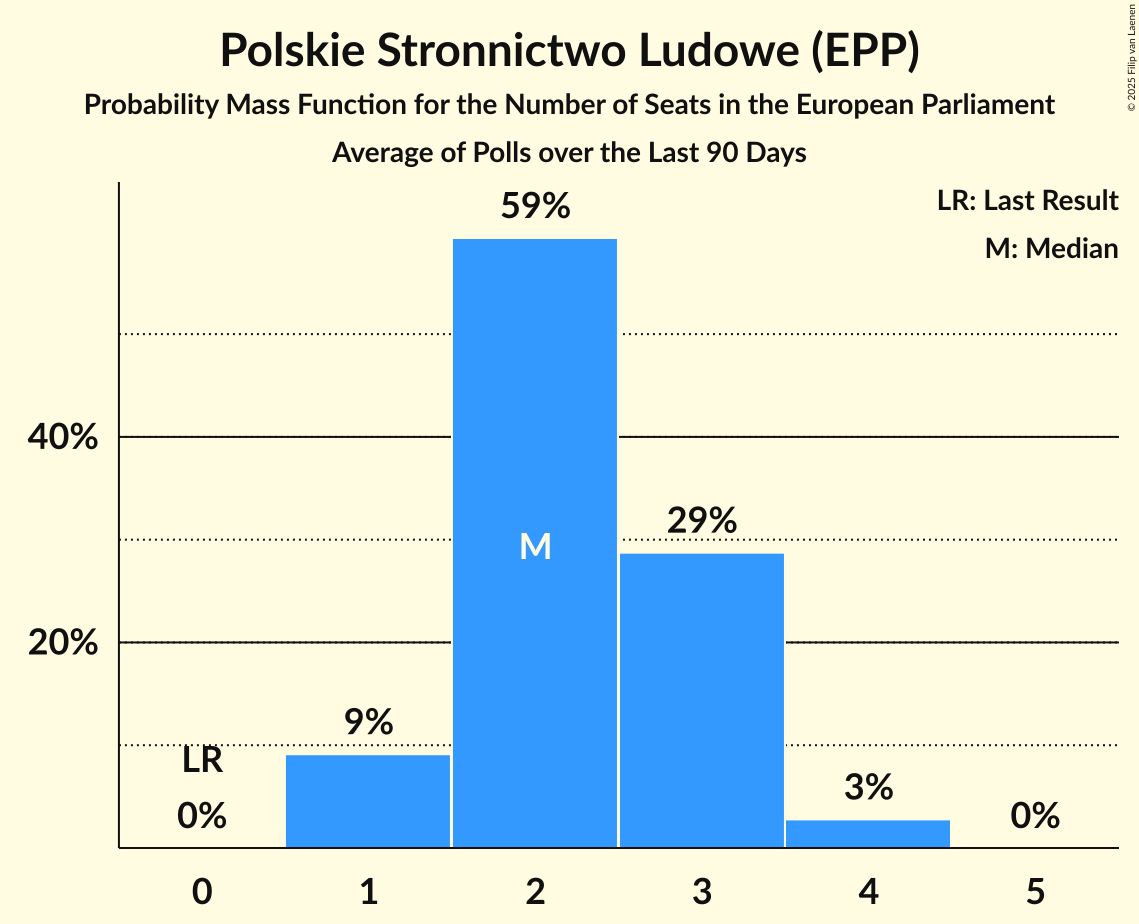 Polskie Stronnictwo Ludowe (EPP)
Probability Mass Function for the Number of Seats in the European Parliament
Average of Polls over the Last 90 Days
© 2025 Filip van Laenen
LR: Last Result
M: Median
59%
40%
M
29%
20%
9%
LR
3%
0%
0%
0 1 2 3 4 5